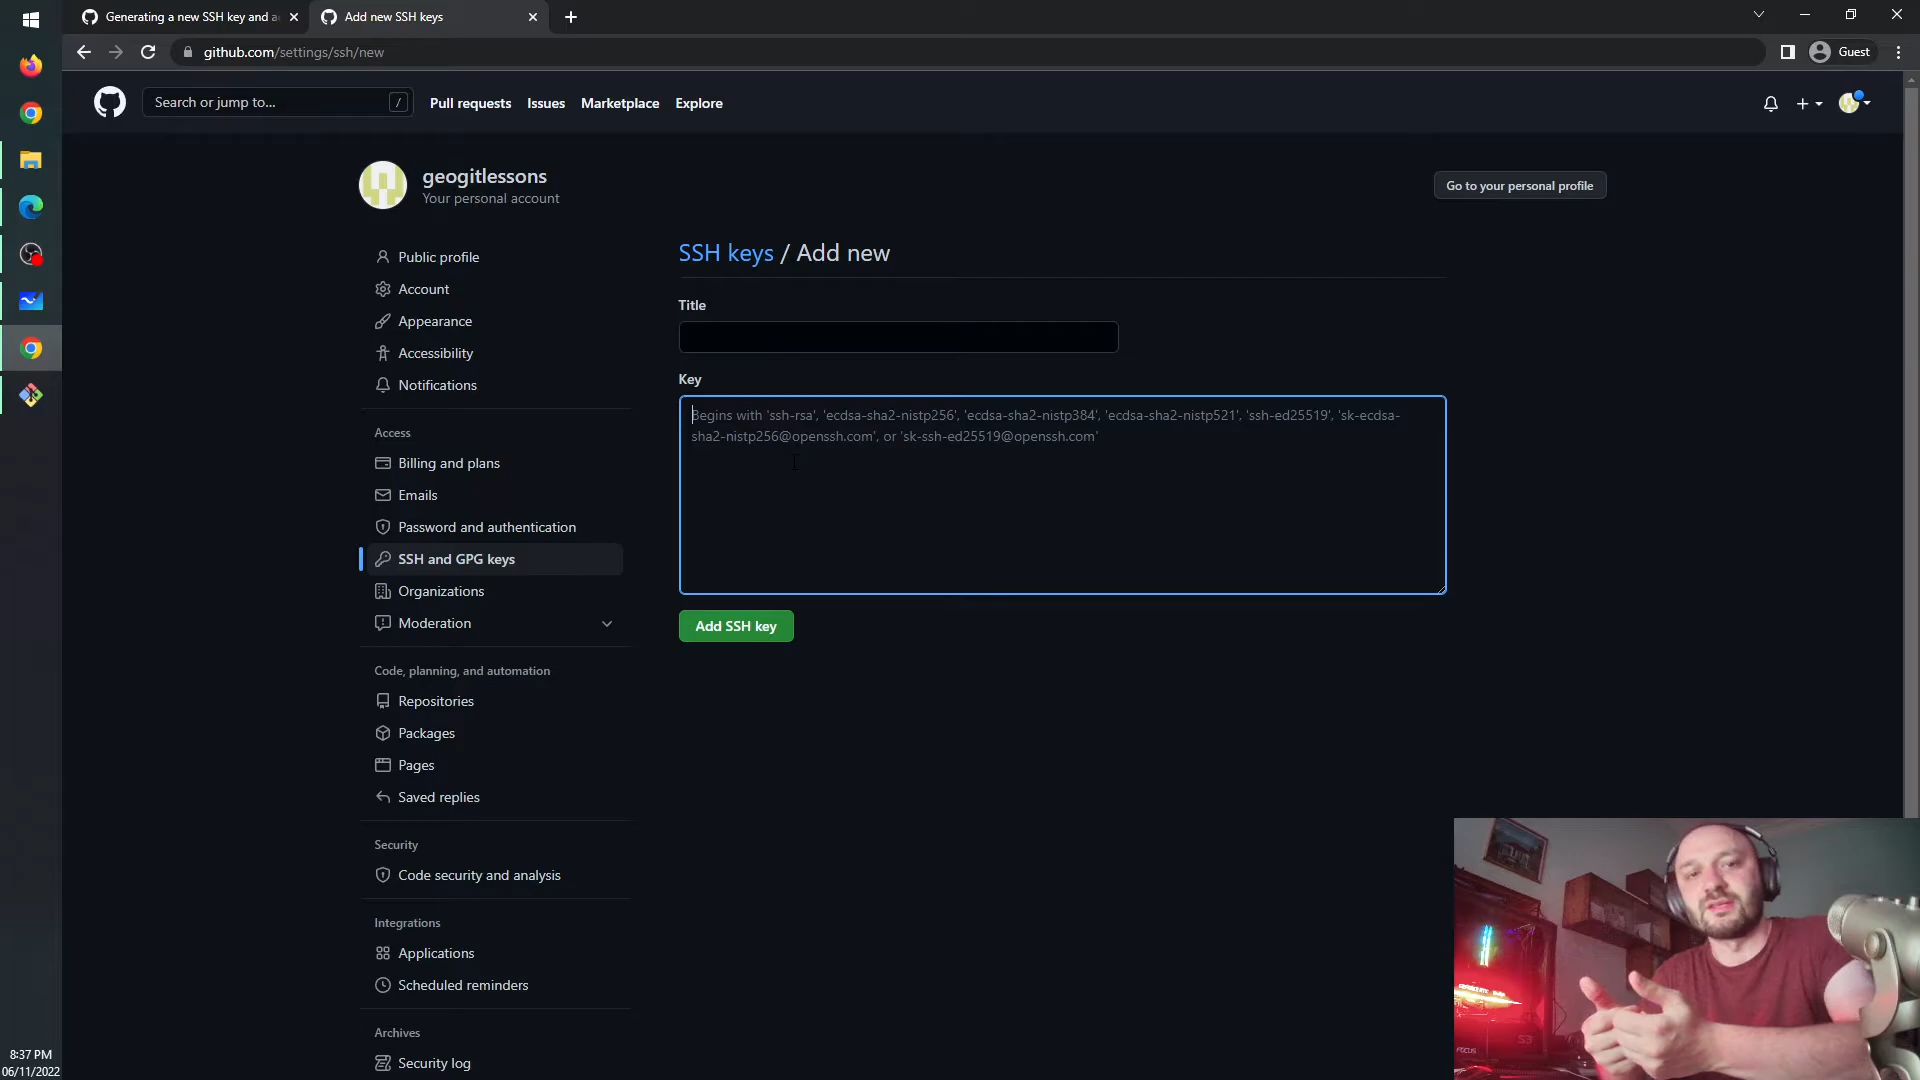 Generating a new SSH key and a
Add new SSH keys
github.com/settings/ssh/new
Guest
Search or jump to...
/
Pull requests
Issues
Marketplace
Explore
geogitlessons
Your personal account
Go to your personal profile
Public profile
Account
Appearance
Accessibility
Notifications
Access
Billing and plans
Emails
Password and authentication
SSH and GPG keys
Organizations
Moderation
Code, planning, and automation
Repositories
Packages
Pages
Saved replies
Security
Code security and analysis
Integrations
Applications
Scheduled reminders
Archives
Security log
SSH keys / Add new
Title
Key
Begins with 'ssh-rsa', 'ecdsa-sha2-nistp256', 'ecdsa-sha2-nistp384', 'ecdsa-sha2-nistp521', 'ssh-ed25519', 'sk-ecdsa-
sha2-nistp256@openssh.com', or 'sk-ssh-ed25519@openssh.com'
Add SSH key
8:37 PM
06/11/2022